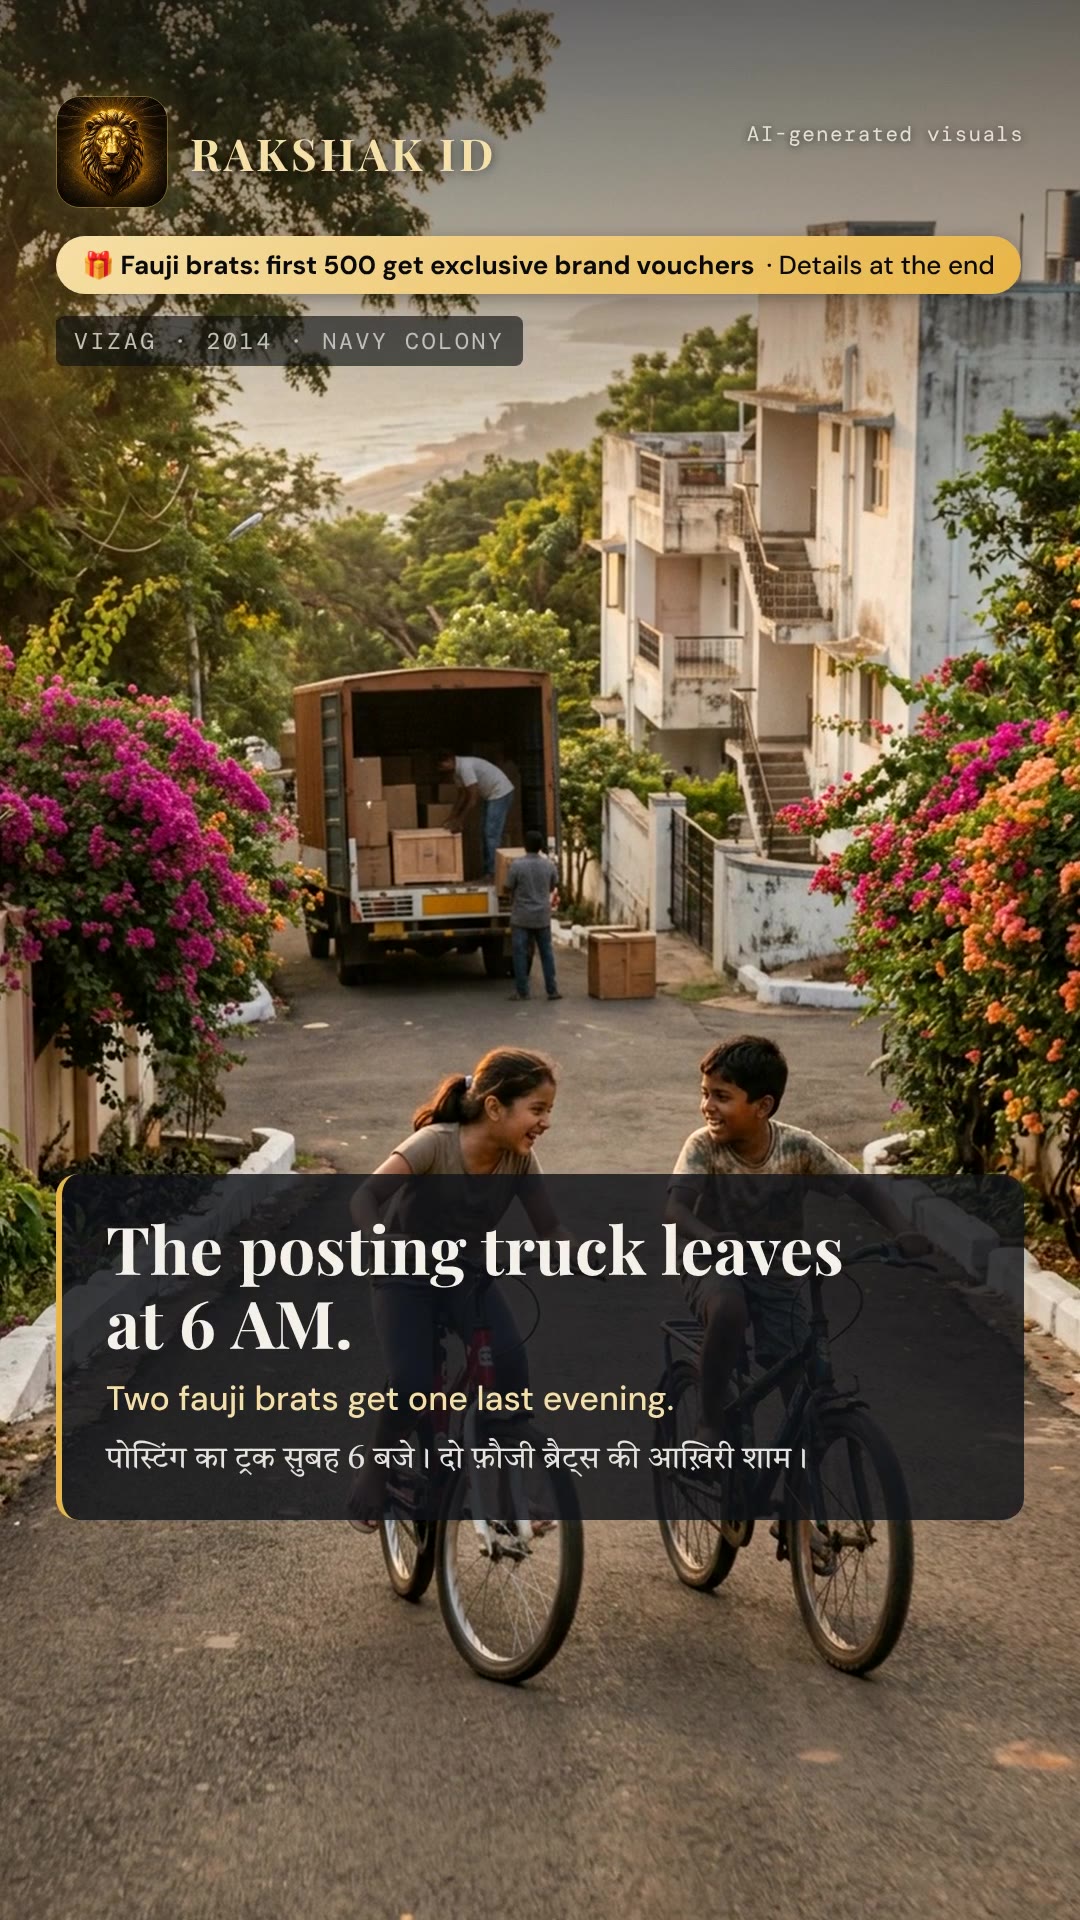 RAKSHAK ID
AI-generated visuals
🎁 Fauji brats: first 500 get exclusive brand vouchers · Details at the end
VIZAG · 2014 · NAVY COLONY
The posting truck leaves
at 6 AM.
Two fauji brats get one last evening.
पोस्टिंग का ट्रक सुबह 6 बजे। दो फ़ौजी ब्रैट्स की आख़िरी शाम।